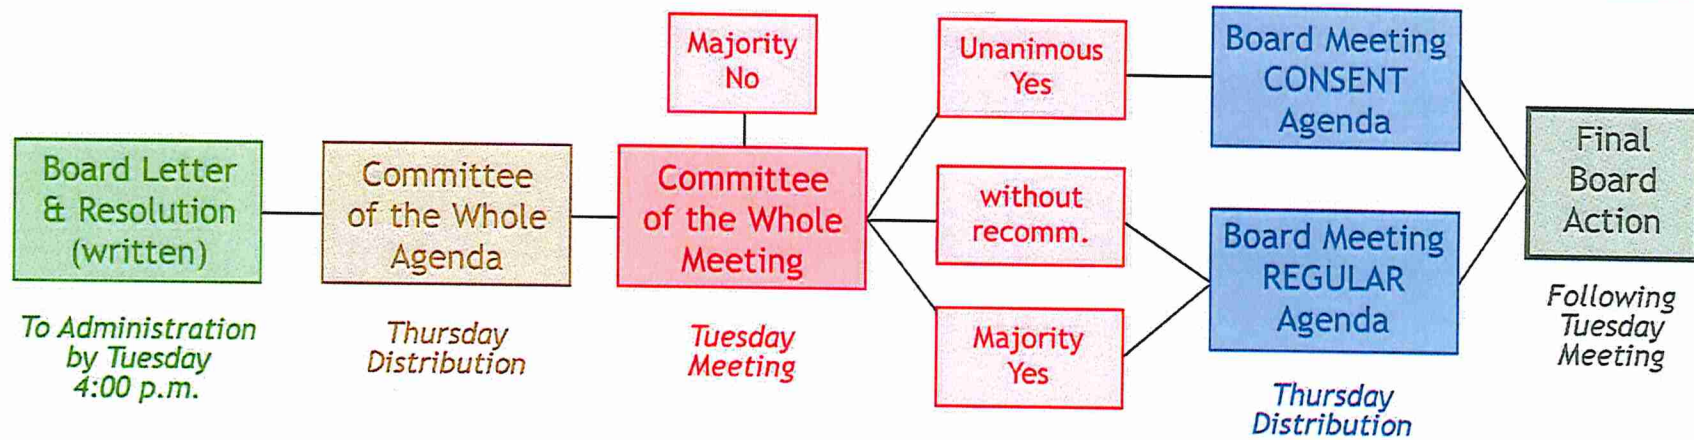 Board Letter
& Resolution
(written)
To Administration
by Tuesday
4:00 p.m.
Committee
of the Whole
Agenda
Thursday
Distribution
Majority
No
Committee
of the Whole
Meeting
Tuesday
Meeting
Unanimous
Yes
without
recomm.
Majority
Yes
Board Meeting
CONSENT
Agenda
Board Meeting
REGULAR
Agenda
Thursday
Distribution
Final
Board
Action
Following
Tuesday
Meeting